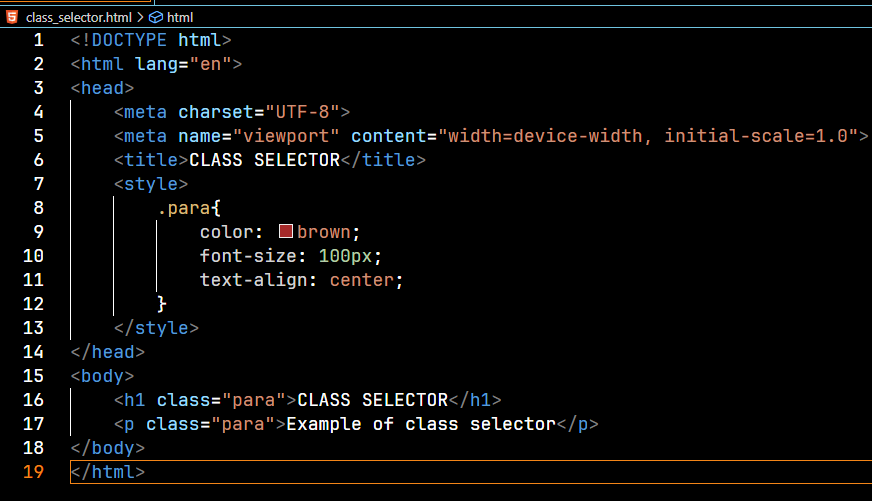 class_selector.html > html
1 <!DOCTYPE html>
2 <html lang="en">
3 <head>
4     <meta charset="UTF-8">
5     <meta name="viewport" content="width=device-width, initial-scale=1.0">
6     <title>CLASS SELECTOR</title>
7     <style>
8         .para{
9             color: brown;
10             font-size: 100px;
11             text-align: center;
12         }
13     </style>
14 </head>
15 <body>
16     <h1 class="para">CLASS SELECTOR</h1>
17     <p class="para">Example of class selector</p>
18 </body>
19 </html>